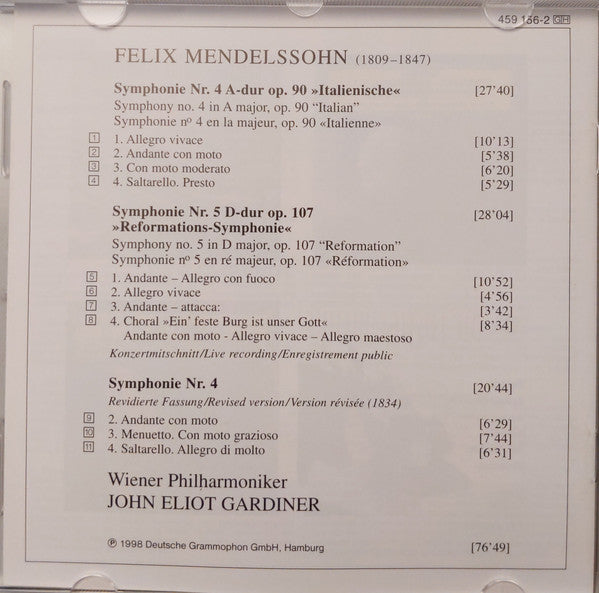 459 156-2 GH
FELIX MENDELSSOHN (1809–1847)
Symphonie Nr. 4 A-dur op. 90 »Italienische« [27'40]
Symphony no. 4 in A major, op. 90 “Italian”
Symphonie nº 4 en la majeur, op. 90 «Italienne»
1 1. Allegro vivace [10'13]
2 2. Andante con moto [5'38]
3 3. Con moto moderato [6'20]
4 4. Saltarello. Presto [5'29]
Symphonie Nr. 5 D-dur op. 107 [28'04]
»Reformations-Symphonie«
Symphony no. 5 in D major, op. 107 “Reformation”
Symphonie nº 5 en ré majeur, op. 107 «Réformation»
5 1. Andante – Allegro con fuoco [10'52]
6 2. Allegro vivace [4'56]
7 3. Andante – attacca: [3'42]
8 4. Choral »Ein' feste Burg ist unser Gott« [8'34]
Andante con moto - Allegro vivace – Allegro maestoso
Konzertmitschnitt/Live recording/Enregistrement public
Symphonie Nr. 4 [20'44]
Revidierte Fassung/Revised version/Version révisée (1834)
9 2. Andante con moto [6'29]
10 3. Menuetto. Con moto grazioso [7'44]
11 4. Saltarello. Allegro di molto [6'31]
Wiener Philharmoniker
JOHN ELIOT GARDINER
℗ 1998 Deutsche Grammophon GmbH, Hamburg [76'49]